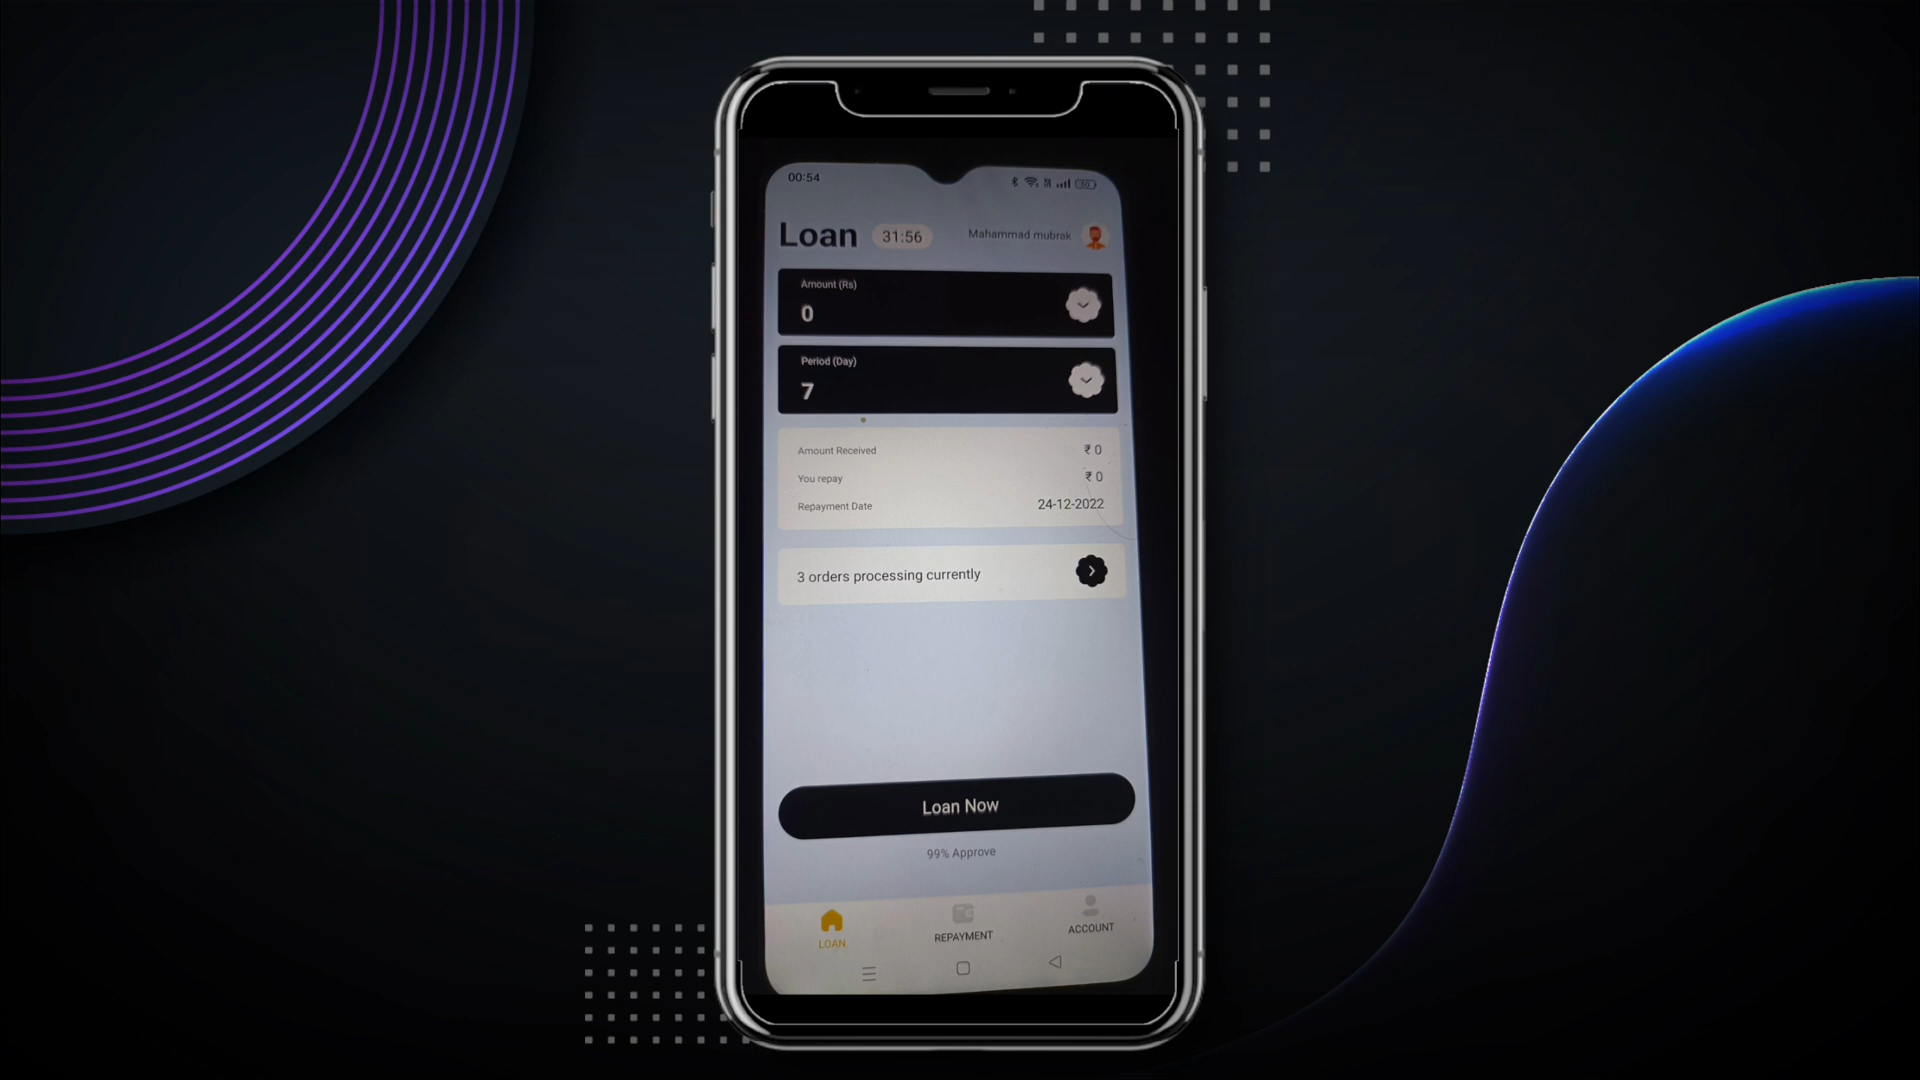 00:54
Loan 31:56 Mahammad mubrak
Amount (Rs)
0
Period (Day)
7
Amount Received ₹ 0
You repay ₹ 0
Repayment Date 24-12-2022
3 orders processing currently
Loan Now
99% Approve
LOAN REPAYMENT ACCOUNT